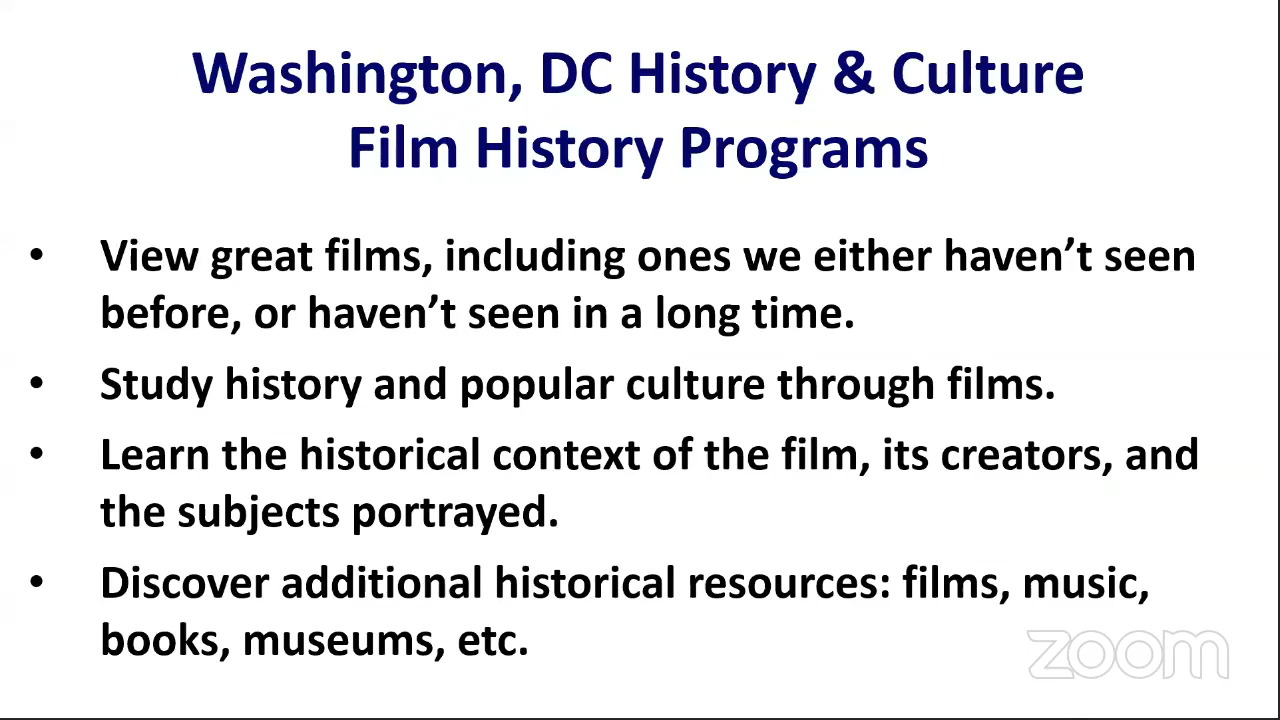 Washington, DC History & Culture
Film History Programs
• View great films, including ones we either haven’t seen
before, or haven’t seen in a long time.
• Study history and popular culture through films.
• Learn the historical context of the film, its creators, and
the subjects portrayed.
• Discover additional historical resources: films, music,
books, museums, etc.
zoom